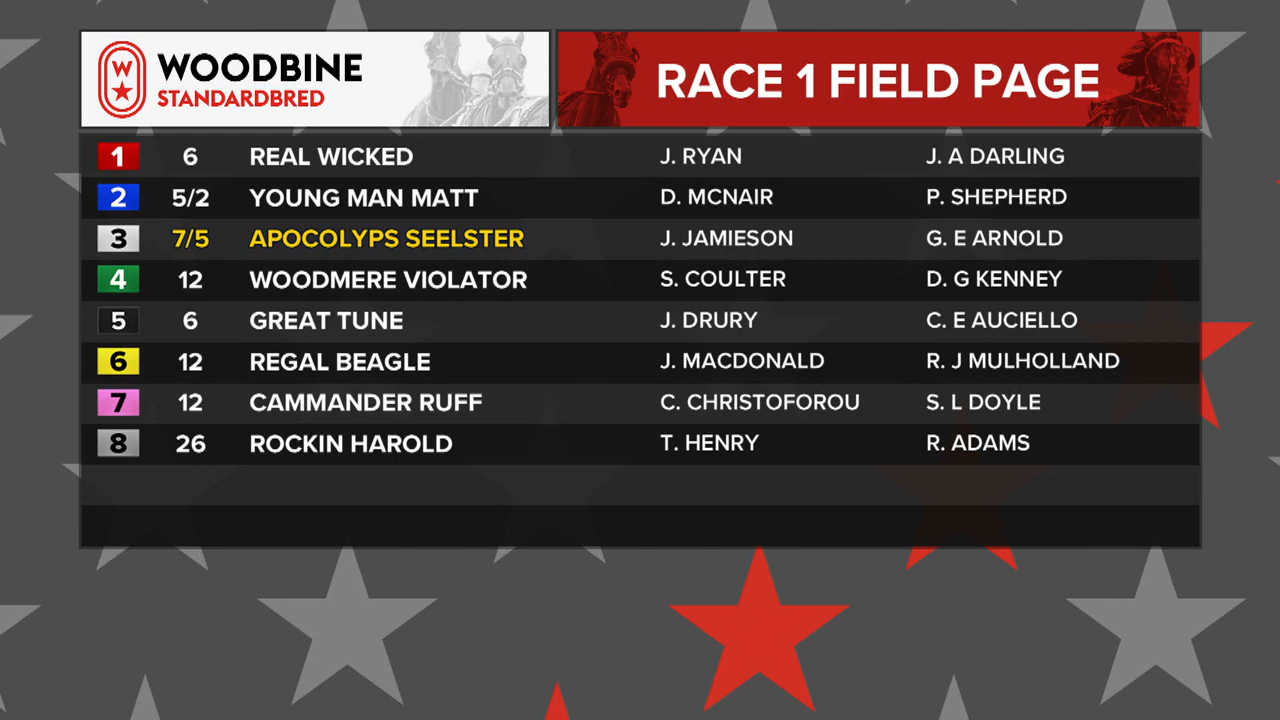 W WOODBINE
STANDARDBRED
RACE 1 FIELD PAGE
1 6 REAL WICKED J. RYAN J. A DARLING
2 5/2 YOUNG MAN MATT D. MCNAIR P. SHEPHERD
3 7/5 APOCOLYPS SEELSTER J. JAMIESON G. E ARNOLD
4 12 WOODMERE VIOLATOR S. COULTER D. G KENNEY
5 6 GREAT TUNE J. DRURY C. E AUCIELLO
6 12 REGAL BEAGLE J. MACDONALD R. J MULHOLLAND
7 12 CAMMANDER RUFF C. CHRISTOFOROU S. L DOYLE
8 26 ROCKIN HAROLD T. HENRY R. ADAMS